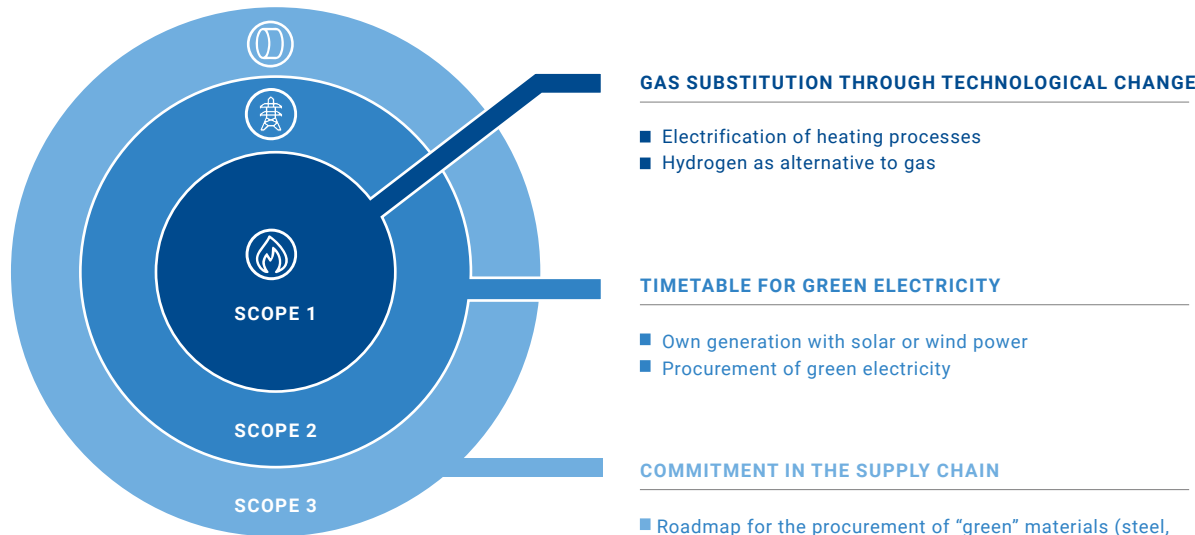 GAS SUBSTITUTION THROUGH TECHNOLOGICAL CHANGE
Electrification of heating processes
Hydrogen as alternative to gas
SCOPE 1
TIMETABLE FOR GREEN ELECTRICITY
Own generation with solar or wind power
Procurement of green electricity
SCOPE 2
COMMITMENT IN THE SUPPLY CHAIN
SCOPE 3
Roadmap for the procurement of “green” materials (steel,